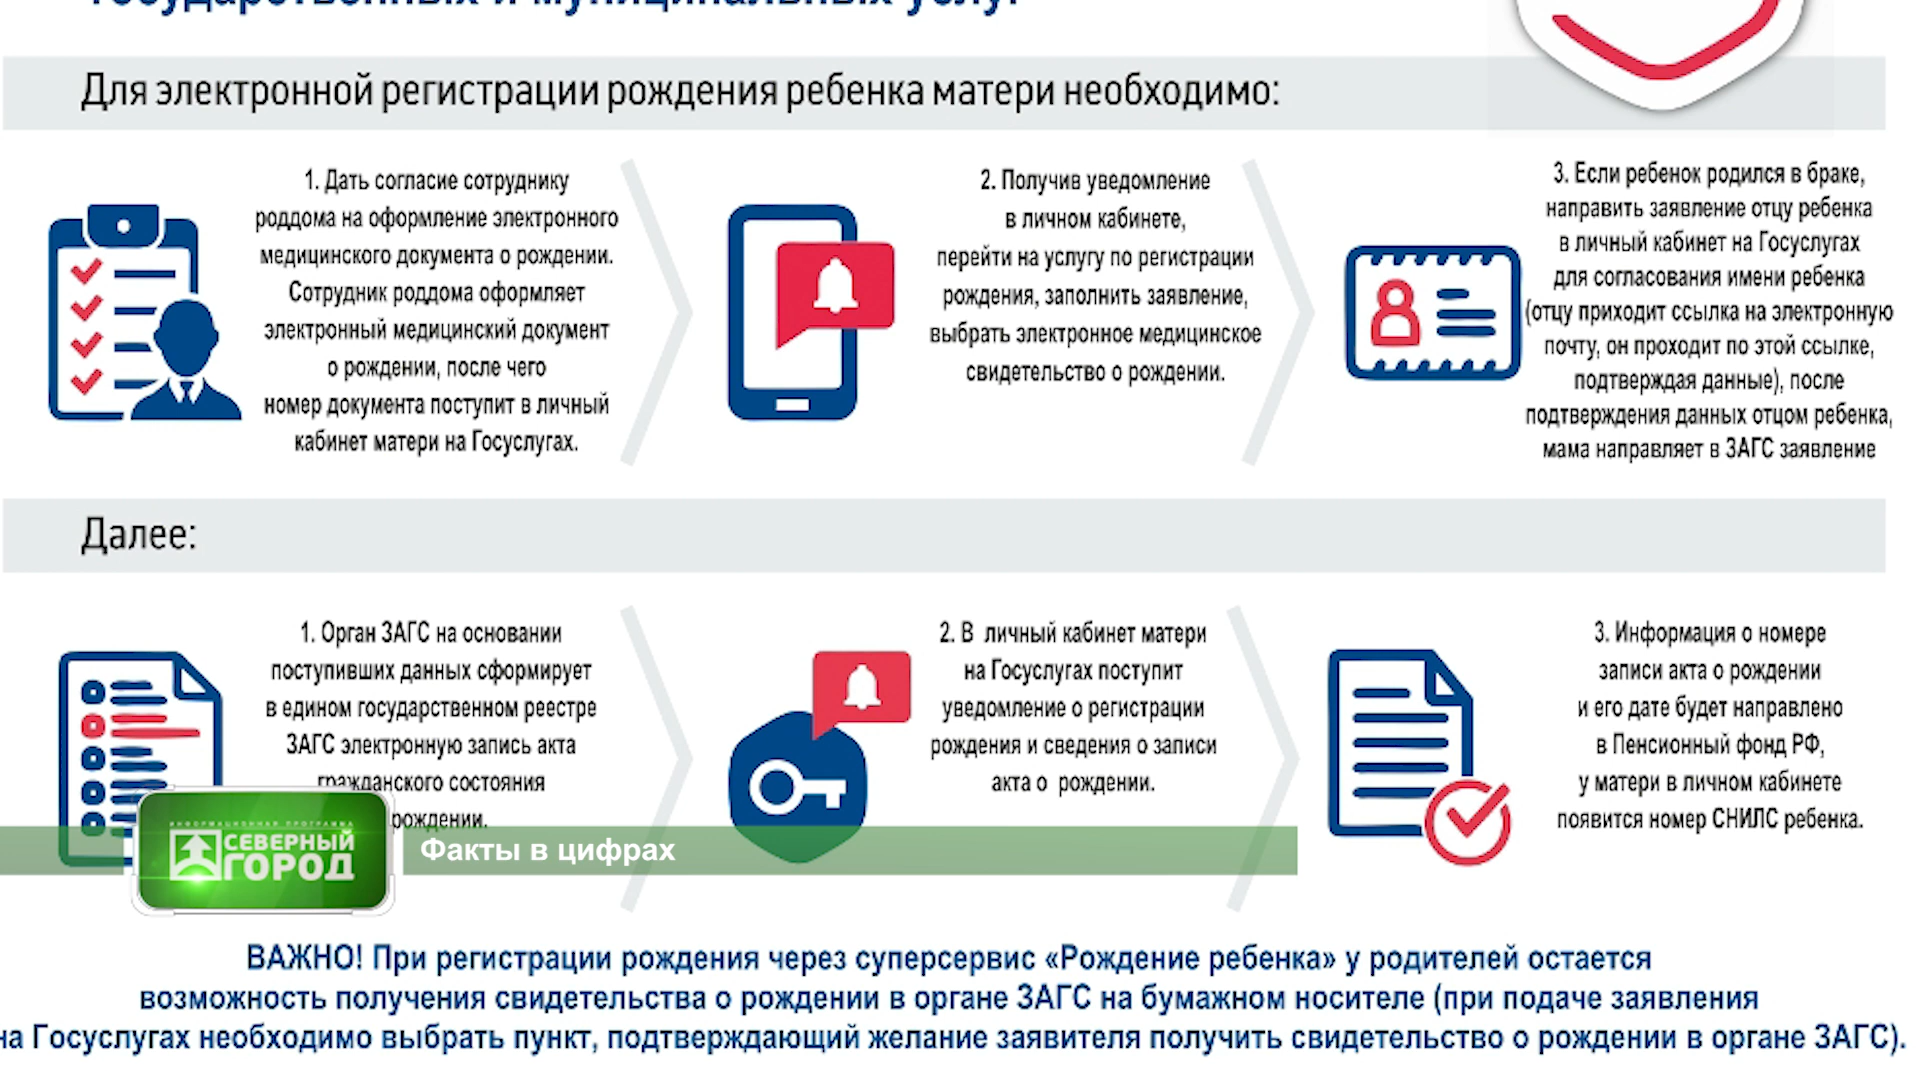 государственных и муниципальных услуг
Для электронной регистрации рождения ребенка матери необходимо:
1. Дать согласие сотруднику
роддома на оформление электронного
медицинского документа о рождении.
Сотрудник роддома оформляет
электронный медицинский документ
о рождении, после чего
номер документа поступит в личный
кабинет матери на Госуслугах.
2. Получив уведомление
в личном кабинете,
перейти на услугу по регистрации
рождения, заполнить заявление,
выбрать электронное медицинское
свидетельство о рождении.
3. Если ребенок родился в браке,
направить заявление отцу ребенка
в личный кабинет на Госуслугах
для согласования имени ребенка
(отцу приходит ссылка на электронную
почту, он проходит по этой ссылке,
подтверждая данные), после
подтверждения данных отцом ребенка,
мама направляет в ЗАГС заявление
Далее:
1. Орган ЗАГС на основании
поступивших данных сформирует
в едином государственном реестре
ЗАГС электронную запись акта
гражданского состояния
рождении.
2. В личный кабинет матери
на Госуслугах поступит
уведомление о регистрации
рождения и сведения о записи
акта о рождении.
3. Информация о номере
записи акта о рождении
и его дате будет направлено
в Пенсионный фонд РФ,
у матери в личном кабинете
появится номер СНИЛС ребенка.
ИНФОРМАЦИОННАЯ ПРОГРАММА
СЕВЕРНЫЙ
ГОРОД
Факты в цифрах
ВАЖНО! При регистрации рождения через суперсервис «Рождение ребенка» у родителей остается
возможность получения свидетельства о рождении в органе ЗАГС на бумажном носителе (при подаче заявления
на Госуслугах необходимо выбрать пункт, подтверждающий желание заявителя получить свидетельство о рождении в органе ЗАГС).